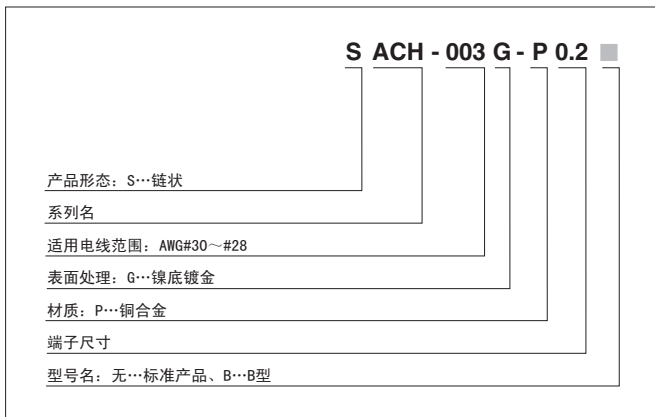 S ACH - 003 G - P 0.2
产品形态：S…链状
系列名
适用电线范围：AWG#30～#28
表面处理：G…镍底镀金
材质：P…铜合金
端子尺寸
型号名：无…标准产品、B…B型